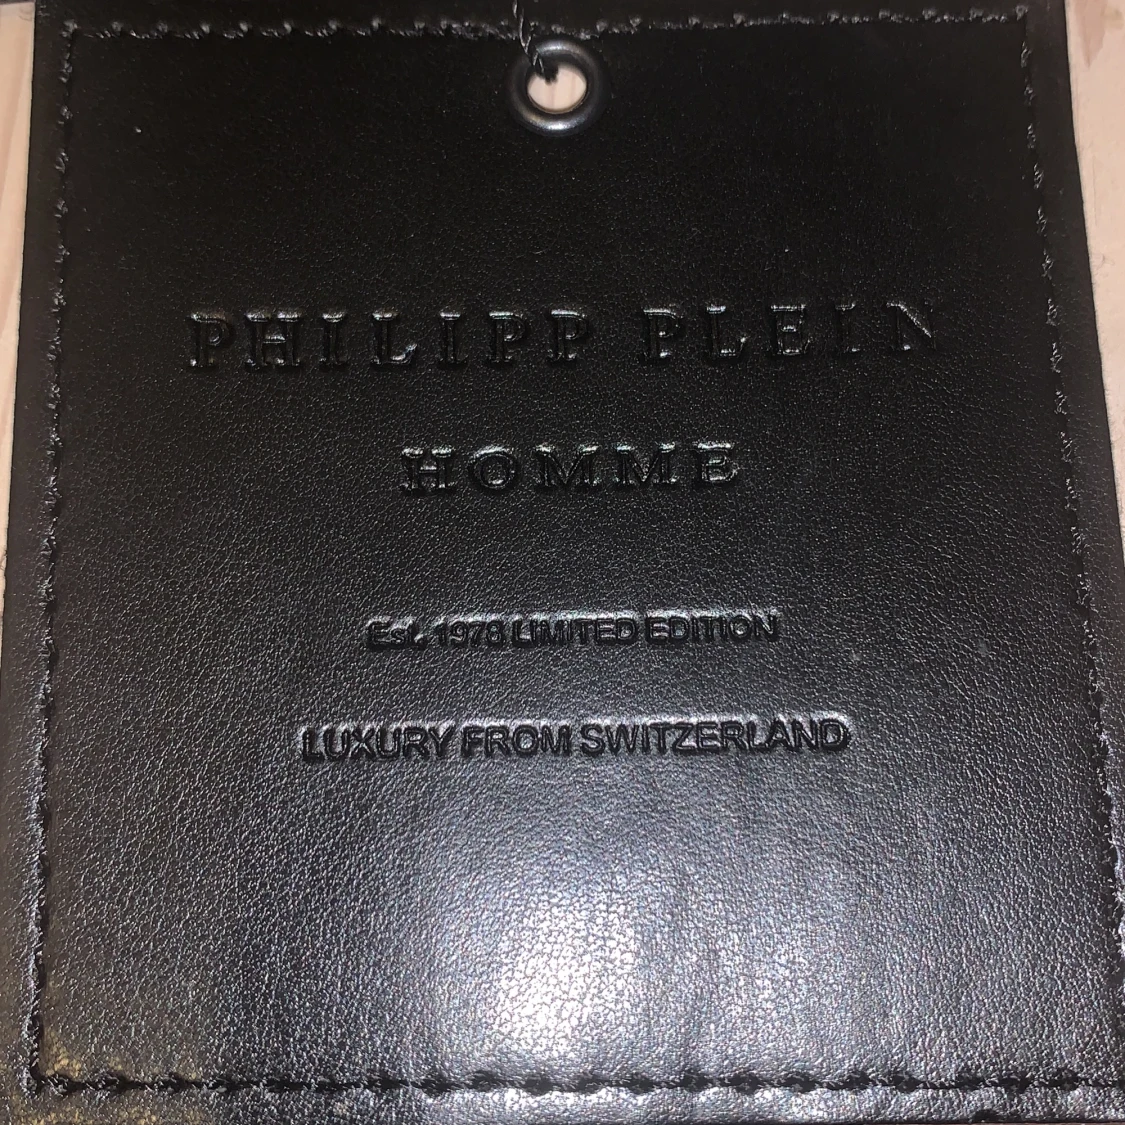 PHILIPP PLEIN
HOMME
Est. 1978 LIMITED EDITION
LUXURY FROM SWITZERLAND